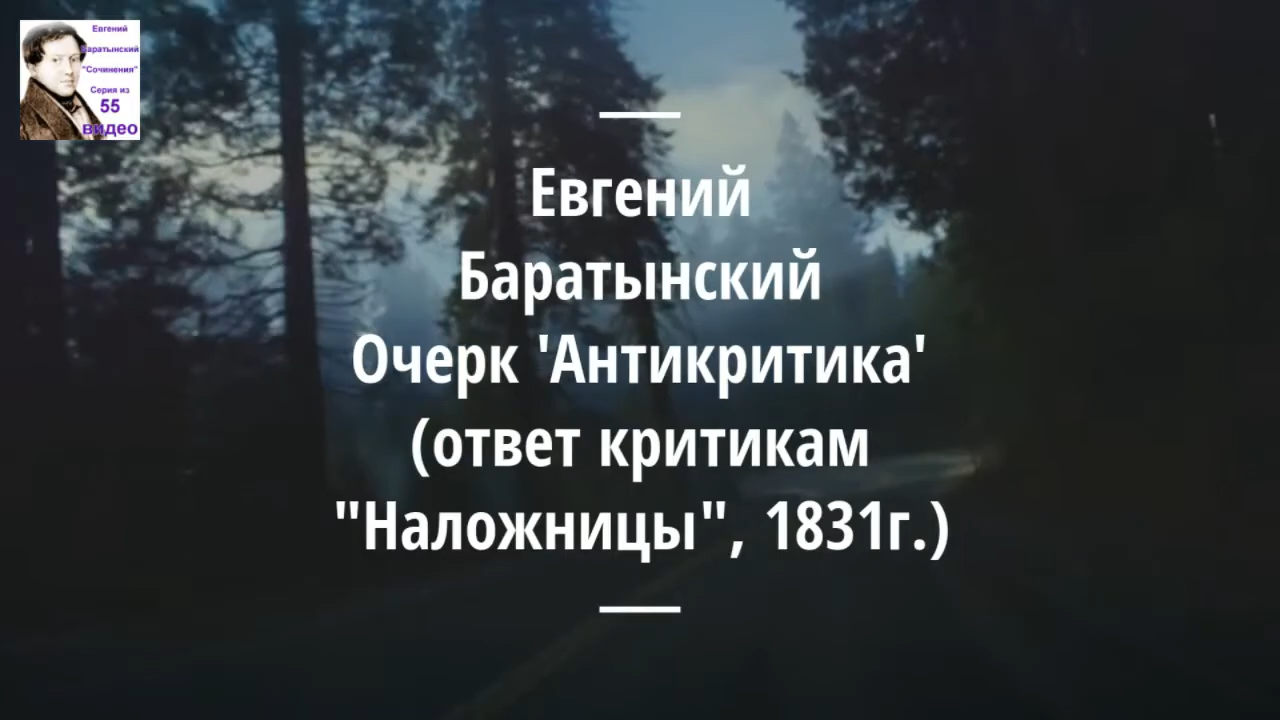 Евгений
Баратынский
"Сочинения"
Серия из
55
видео
Евгений
Баратынский
Очерк 'Антикритика'
(ответ критикам
"Наложницы", 1831г.)